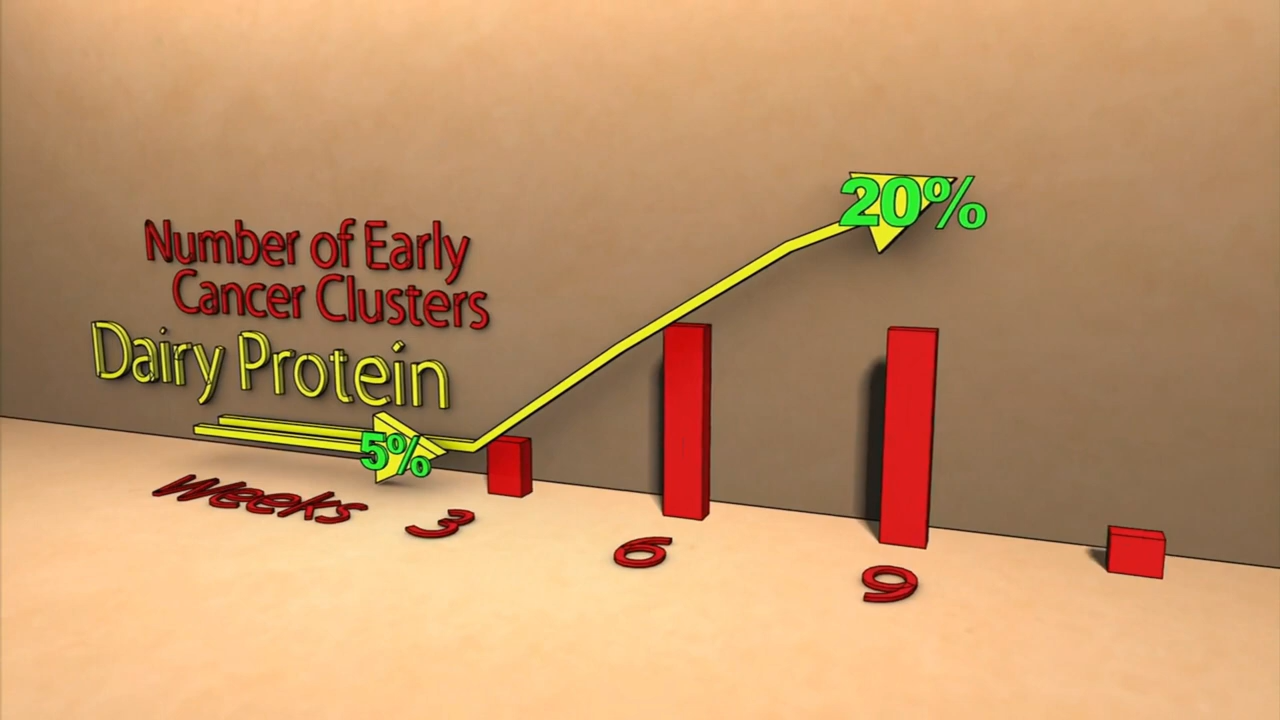 Number of Early
Cancer Clusters
Dairy Protein
20%
5%
Weeks 3 6 9